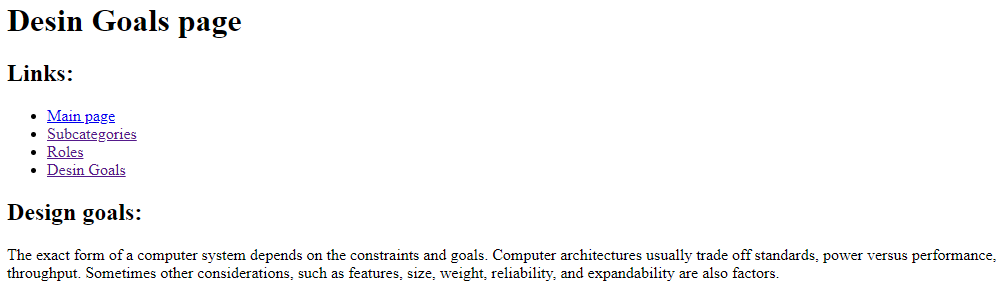 Desin Goals page
Links:
Main page
Subcategories
Roles
Desin Goals
Design goals:
The exact form of a computer system depends on the constraints and goals. Computer architectures usually trade off standards, power versus performance,
throughput. Sometimes other considerations, such as features, size, weight, reliability, and expandability are also factors.